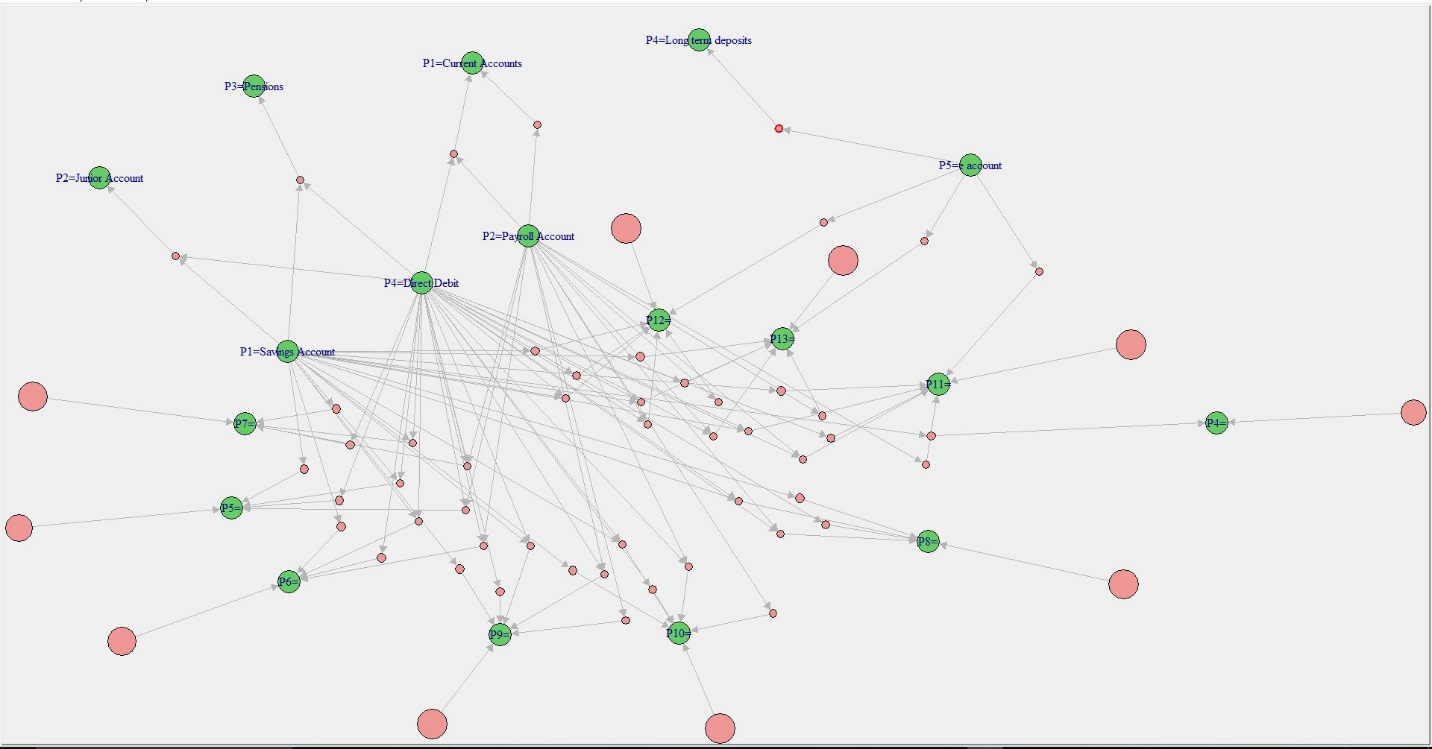 P4=Long term deposits
P1=Current Accounts
P3=Pensions
P5=e account
P2=Junior Account
P2=Payroll Account
P4=Direct Debit
P12=
P13=
P1=Savings Account
P11=
P7=
P4=
P5=
P8=
P6=
P9=
P10=